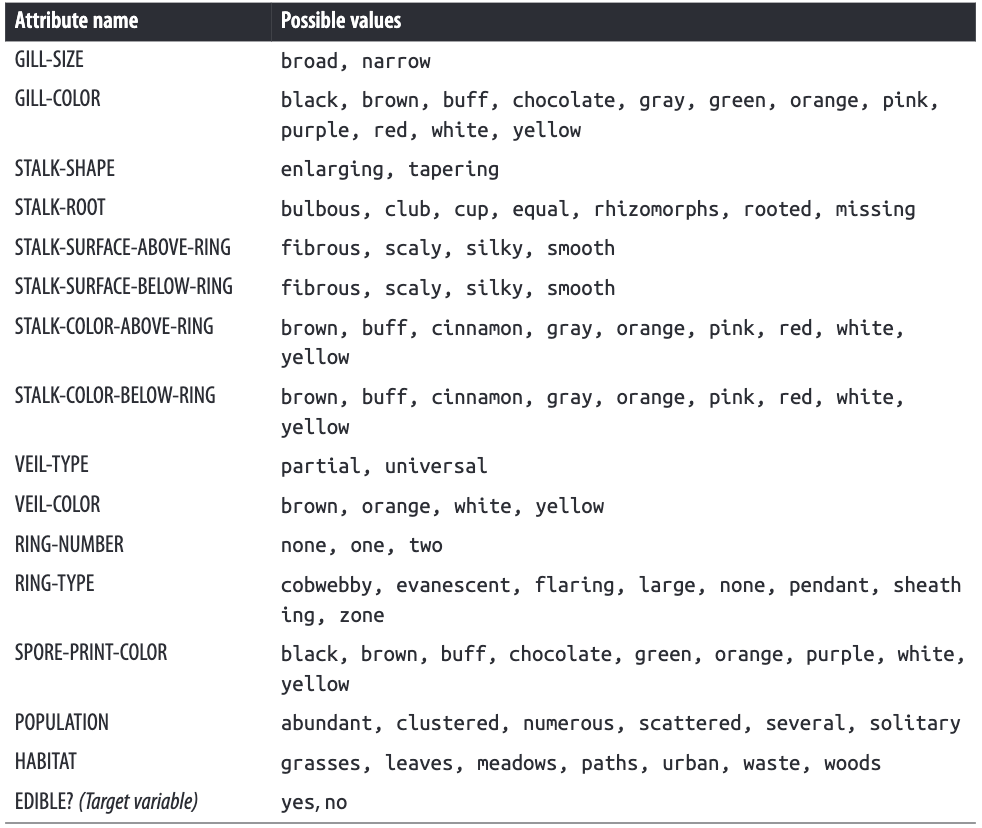 Attribute name Possible values
GILL-SIZE broad, narrow
GILL-COLOR black, brown, buff, chocolate, gray, green, orange, pink,
purple, red, white, yellow
STALK-SHAPE enlarging, tapering
STALK-ROOT bulbous, club, cup, equal, rhizomorphs, rooted, missing
STALK-SURFACE-ABOVE-RING fibrous, scaly, silky, smooth
STALK-SURFACE-BELOW-RING fibrous, scaly, silky, smooth
STALK-COLOR-ABOVE-RING brown, buff, cinnamon, gray, orange, pink, red, white,
yellow
STALK-COLOR-BELOW-RING brown, buff, cinnamon, gray, orange, pink, red, white,
yellow
VEIL-TYPE partial, universal
VEIL-COLOR brown, orange, white, yellow
RING-NUMBER none, one, two
RING-TYPE cobwebby, evanescent, flaring, large, none, pendant, sheath
ing, zone
SPORE-PRINT-COLOR black, brown, buff, chocolate, green, orange, purple, white,
yellow
POPULATION abundant, clustered, numerous, scattered, several, solitary
HABITAT grasses, leaves, meadows, paths, urban, waste, woods
EDIBLE? (Target variable) yes, no